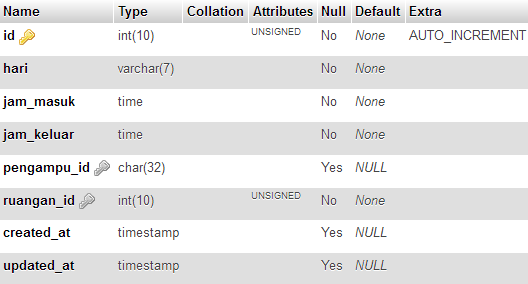 Name Type Collation Attributes Null Default Extra
id int(10) UNSIGNED No None AUTO_INCREMENT
hari varchar(7) No None
jam_masuk time No None
jam_keluar time No None
pengampu_id char(32) Yes NULL
ruangan_id int(10) UNSIGNED No None
created_at timestamp Yes NULL
updated_at timestamp Yes NULL